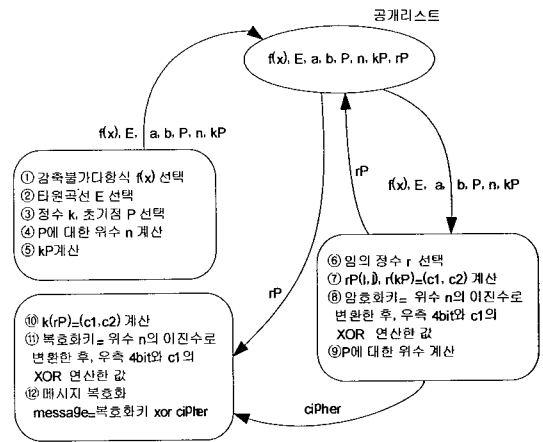 공개리스트
f(x), E, a, b, P, n, kP, rP
f(x), E, a, b, P, n, kP
① 감축불가다항식 f(x) 선택
② 타원곡선 E 선택
③ 정수 k, 초기점 P 선택
④ P에 대한 위수 n 계산
⑤ kP계산
rP
f(x), E, a, b, P, n, kP
⑥ 임의 정수 r 선택
⑦ rP(i,j), r(kP)=(c1, c2) 계산
⑧ 암호화키= 위수 n의 이진수로
변환한 후, 우측 4bit와 c1의
XOR 연산한 값
⑨P에 대한 위수 계산
rP
⑩ k(rP)=(c1,c2) 계산
⑪ 복호화키= 위수 n의 이진수로
변환한 후, 우측 4bit와 c1의
XOR 연산한 값
⑫ 메시지 복호화
message=복호화키 xor cipher
cipher